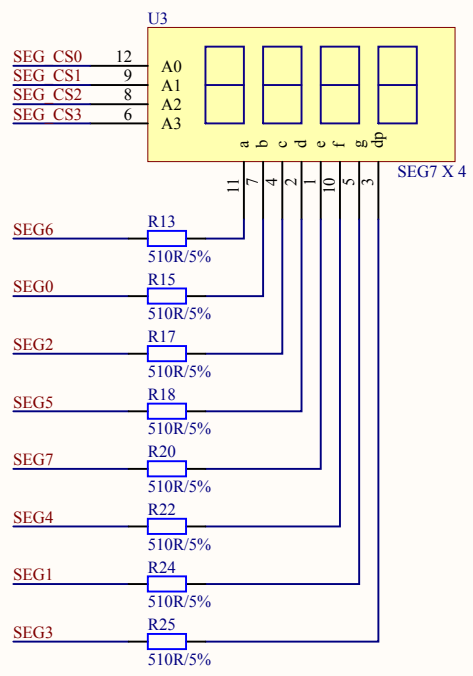 U3
SEG_CS0 12 A0
SEG_CS1 9 A1
SEG_CS2 8 A2
SEG_CS3 6 A3
a b c d e f g dp
SEG7 X 4
11 7 4 2 1 10 5 3
R13
SEG6
510R/5%
R15
SEG0
510R/5%
R17
SEG2
510R/5%
R18
SEG5
510R/5%
R20
SEG7
510R/5%
R22
SEG4
510R/5%
R24
SEG1
510R/5%
R25
SEG3
510R/5%